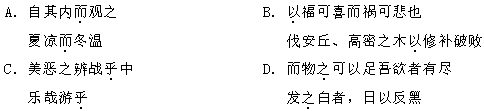 A. 自其内而观之 B. 以福可喜而祸可悲也
夏凉而冬温 伐安丘、高密之木以修补破败
C. 美恶之辨战乎中 D. 而物之可以足吾欲者有尽
乐哉游乎 发之白者，日以反黑